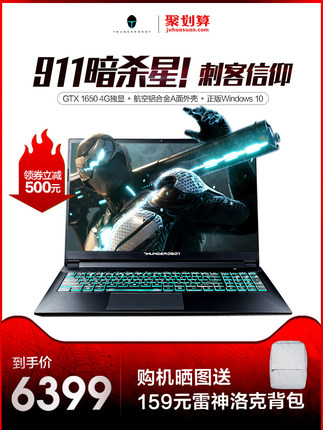 THUNDEROBOT
聚划算
juhuasuan.com
911暗杀星! 刺客信仰
GTX 1650 4G独显 • 航空铝合金A面外壳 • 正版Windows 10
领券立减
500元
THUNDEROBOT
到手价
6399
购机晒图送
159元雷神洛克背包